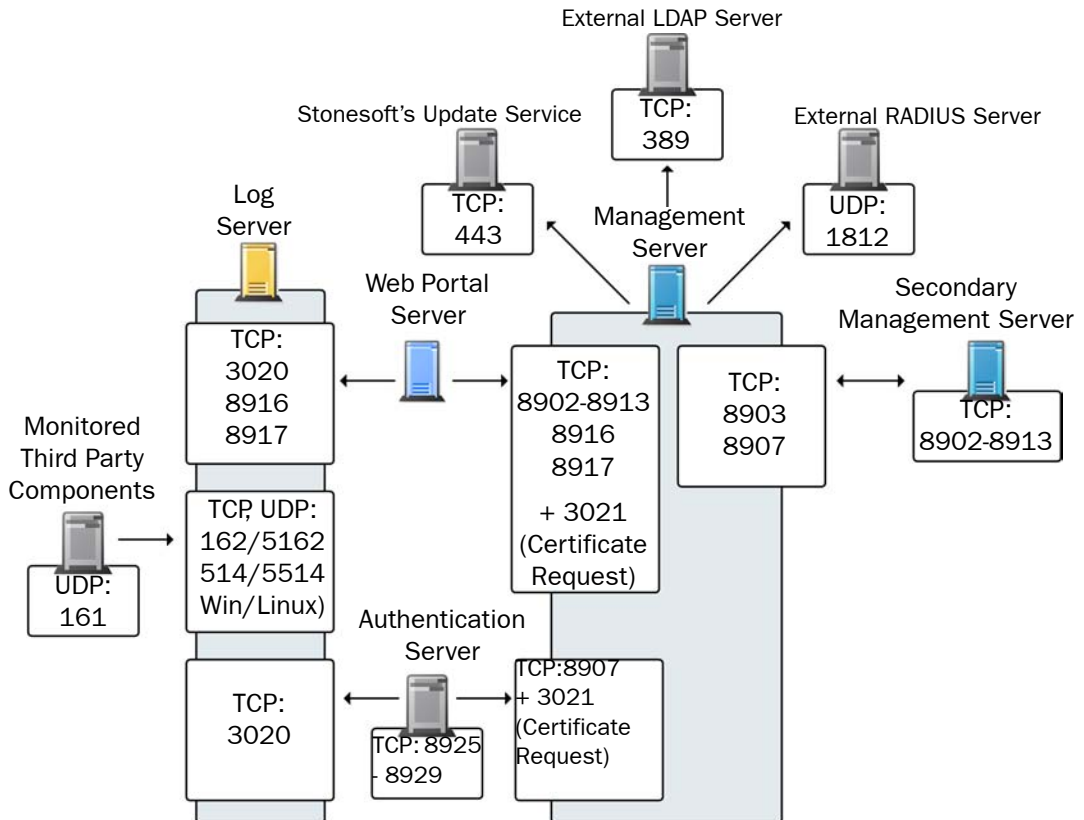 External LDAP Server
TCP:
389
Stonesoft's Update Service
TCP:
443
External RADIUS Server
UDP:
1812
Log
Server
Management
Server
Web Portal
Server
Secondary
Management Server
TCP:
3020
8916
8917
TCP:
8902-8913
8916
8917
+ 3021
(Certificate
Request)
TCP:
8903
8907
TCP:
8902-8913
Monitored
Third Party
Components
UDP:
161
TCP, UDP:
162/5162
514/5514
Win/Linux)
Authentication
Server
TCP:
3020
TCP: 8925
- 8929
TCP:8907
+ 3021
(Certificate
Request)